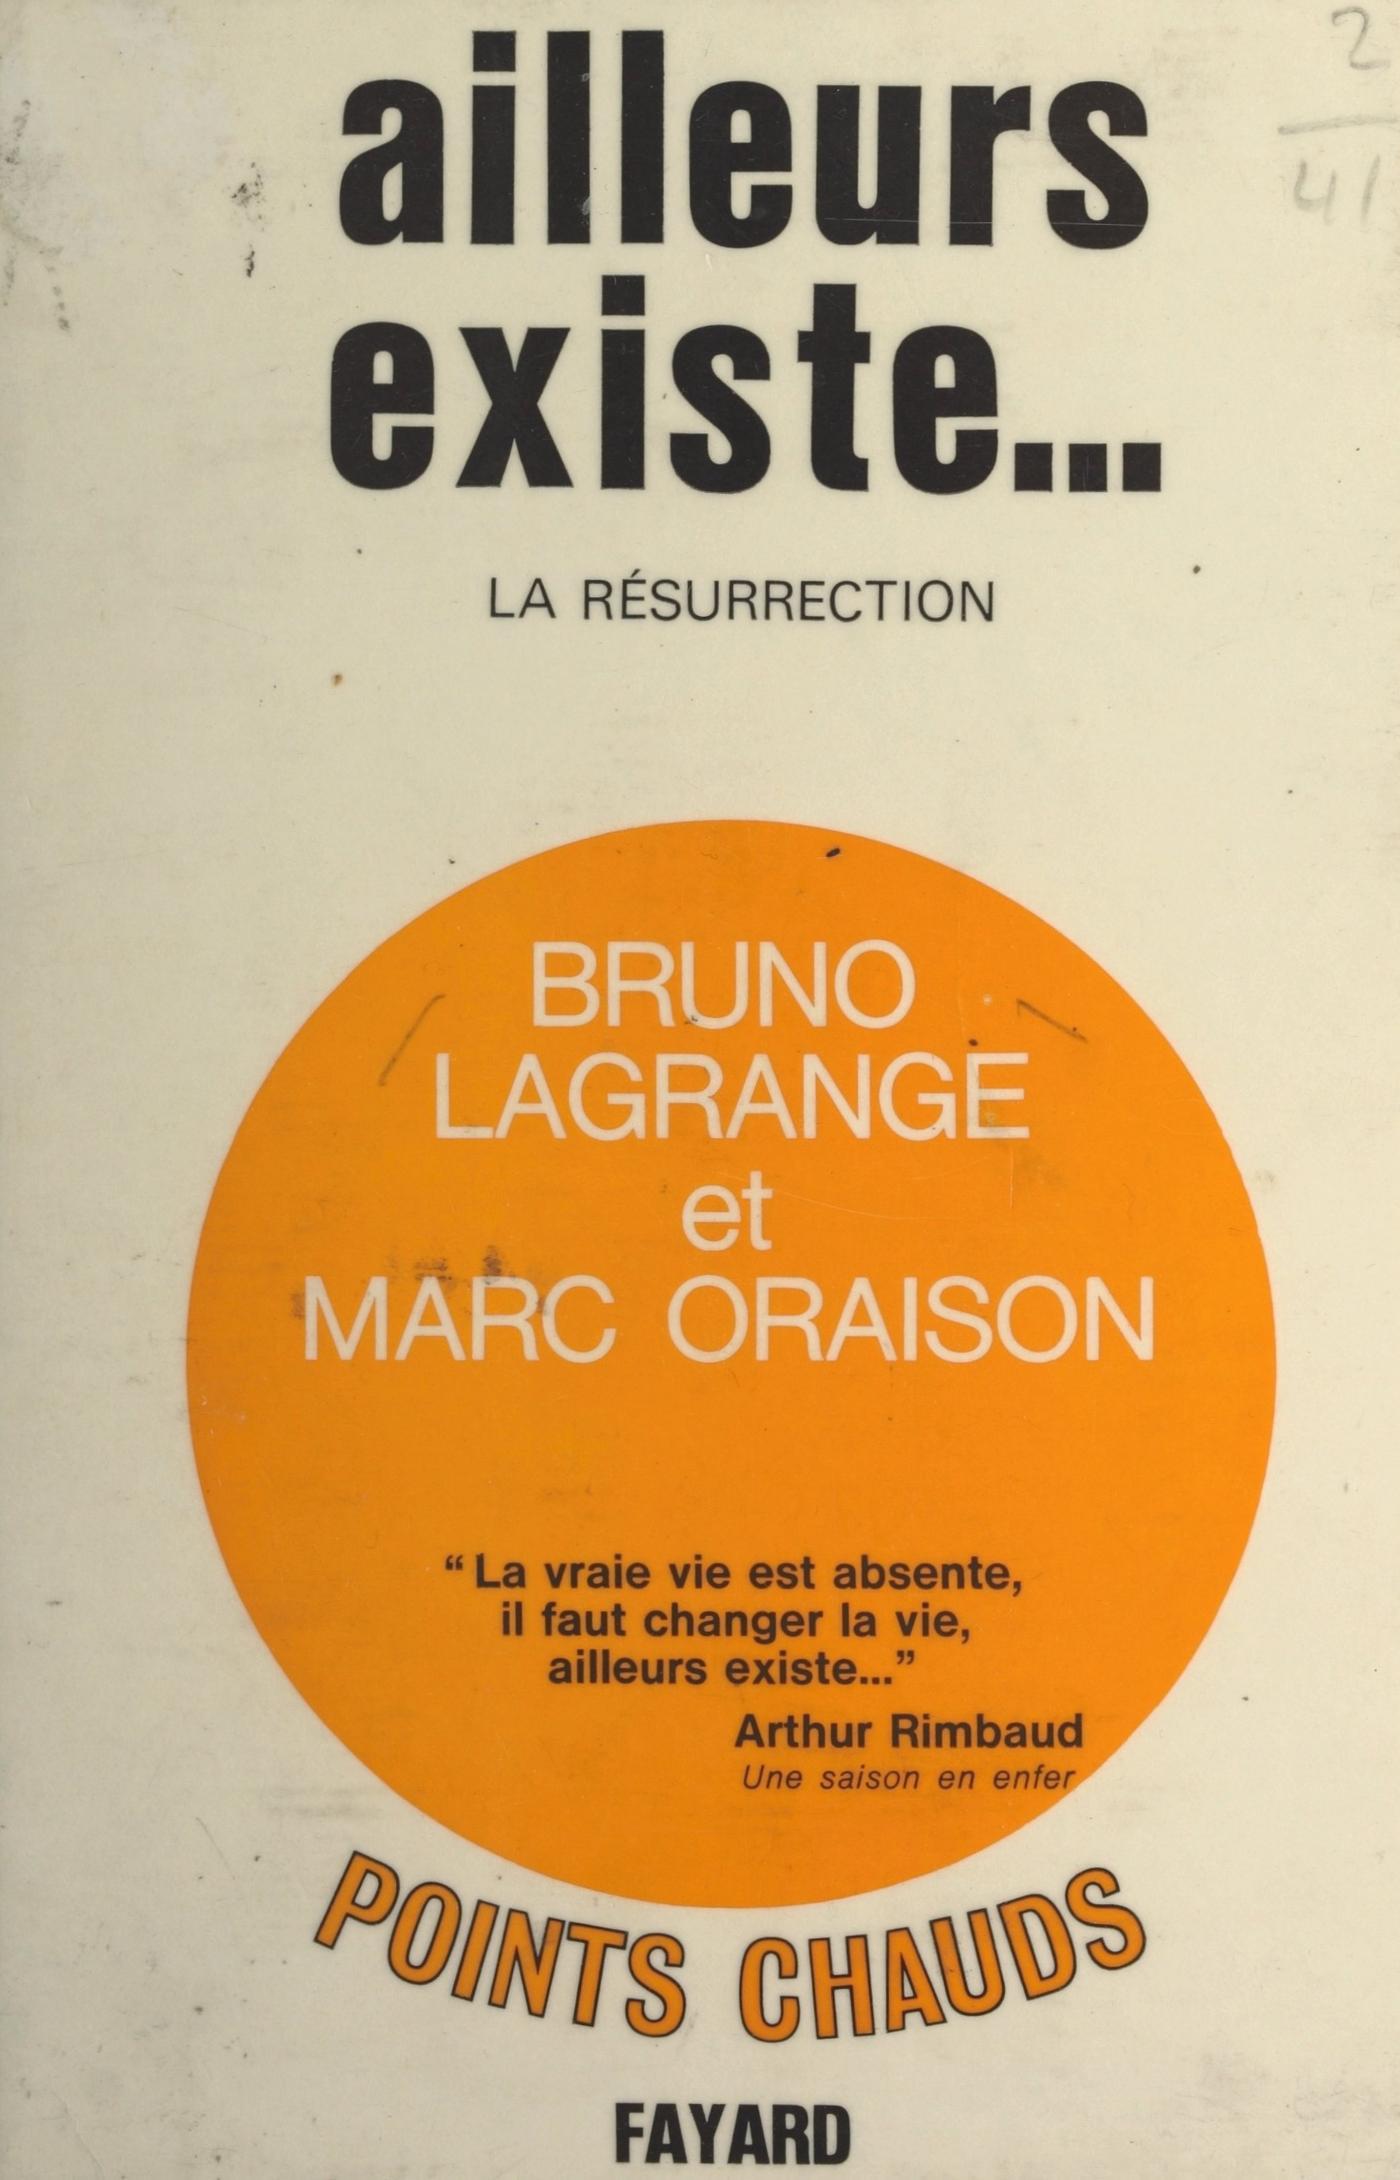 2
41
ailleurs
existe...
LA RÉSURRECTION
BRUNO
LAGRANGE
et
MARC ORAISON
“La vraie vie est absente,
il faut changer la vie,
ailleurs existe...”
Arthur Rimbaud
Une saison en enfer
POINTS CHAUDS
FAYARD